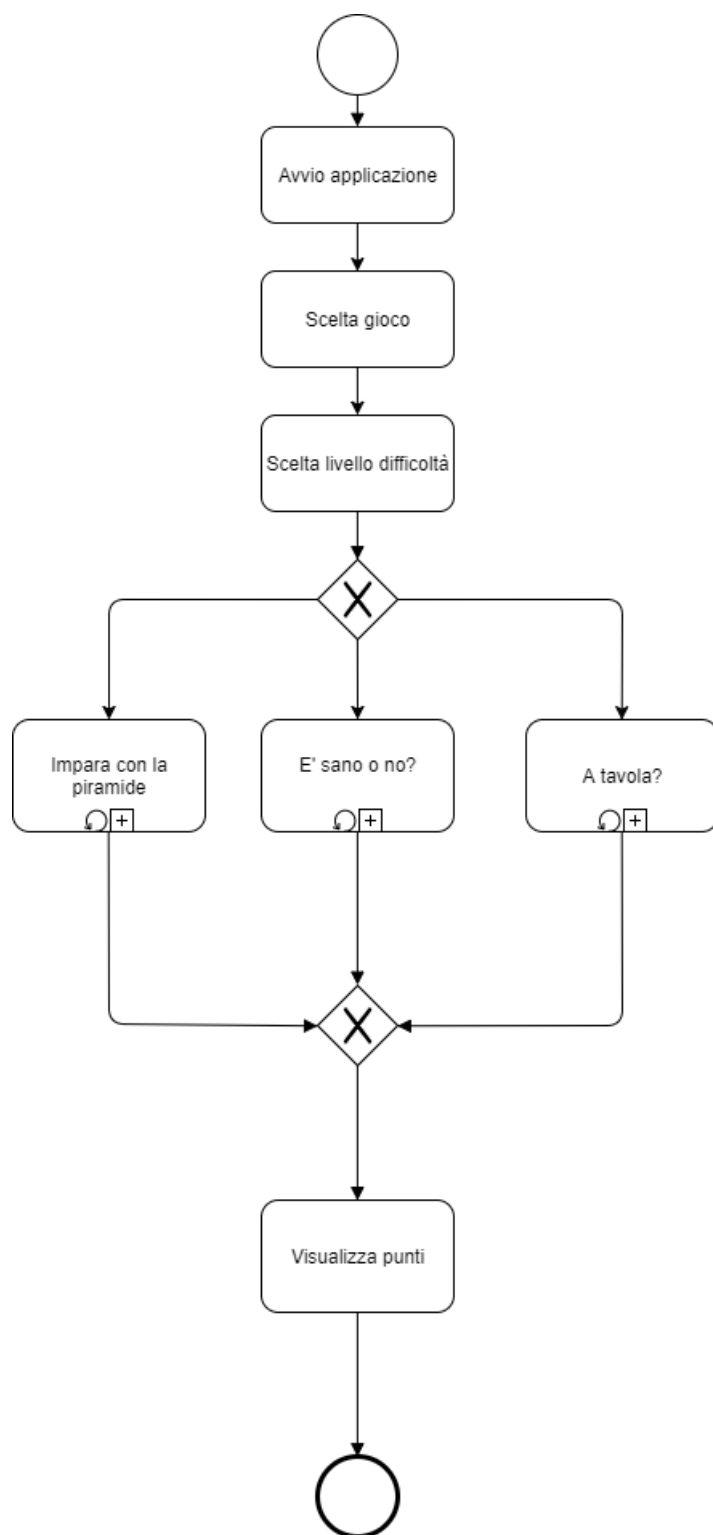 Avvio applicazione
Scelta gioco
Scelta livello difficoltà
Impara con la
piramide
E' sano o no?
A tavola?
Visualizza punti